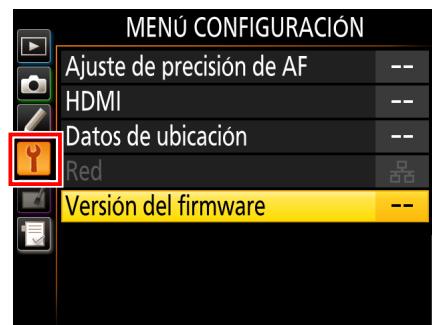 MENÚ CONFIGURACIÓN
Ajuste de precisión de AF --
HDMI --
Datos de ubicación --
Red
Versión del firmware --